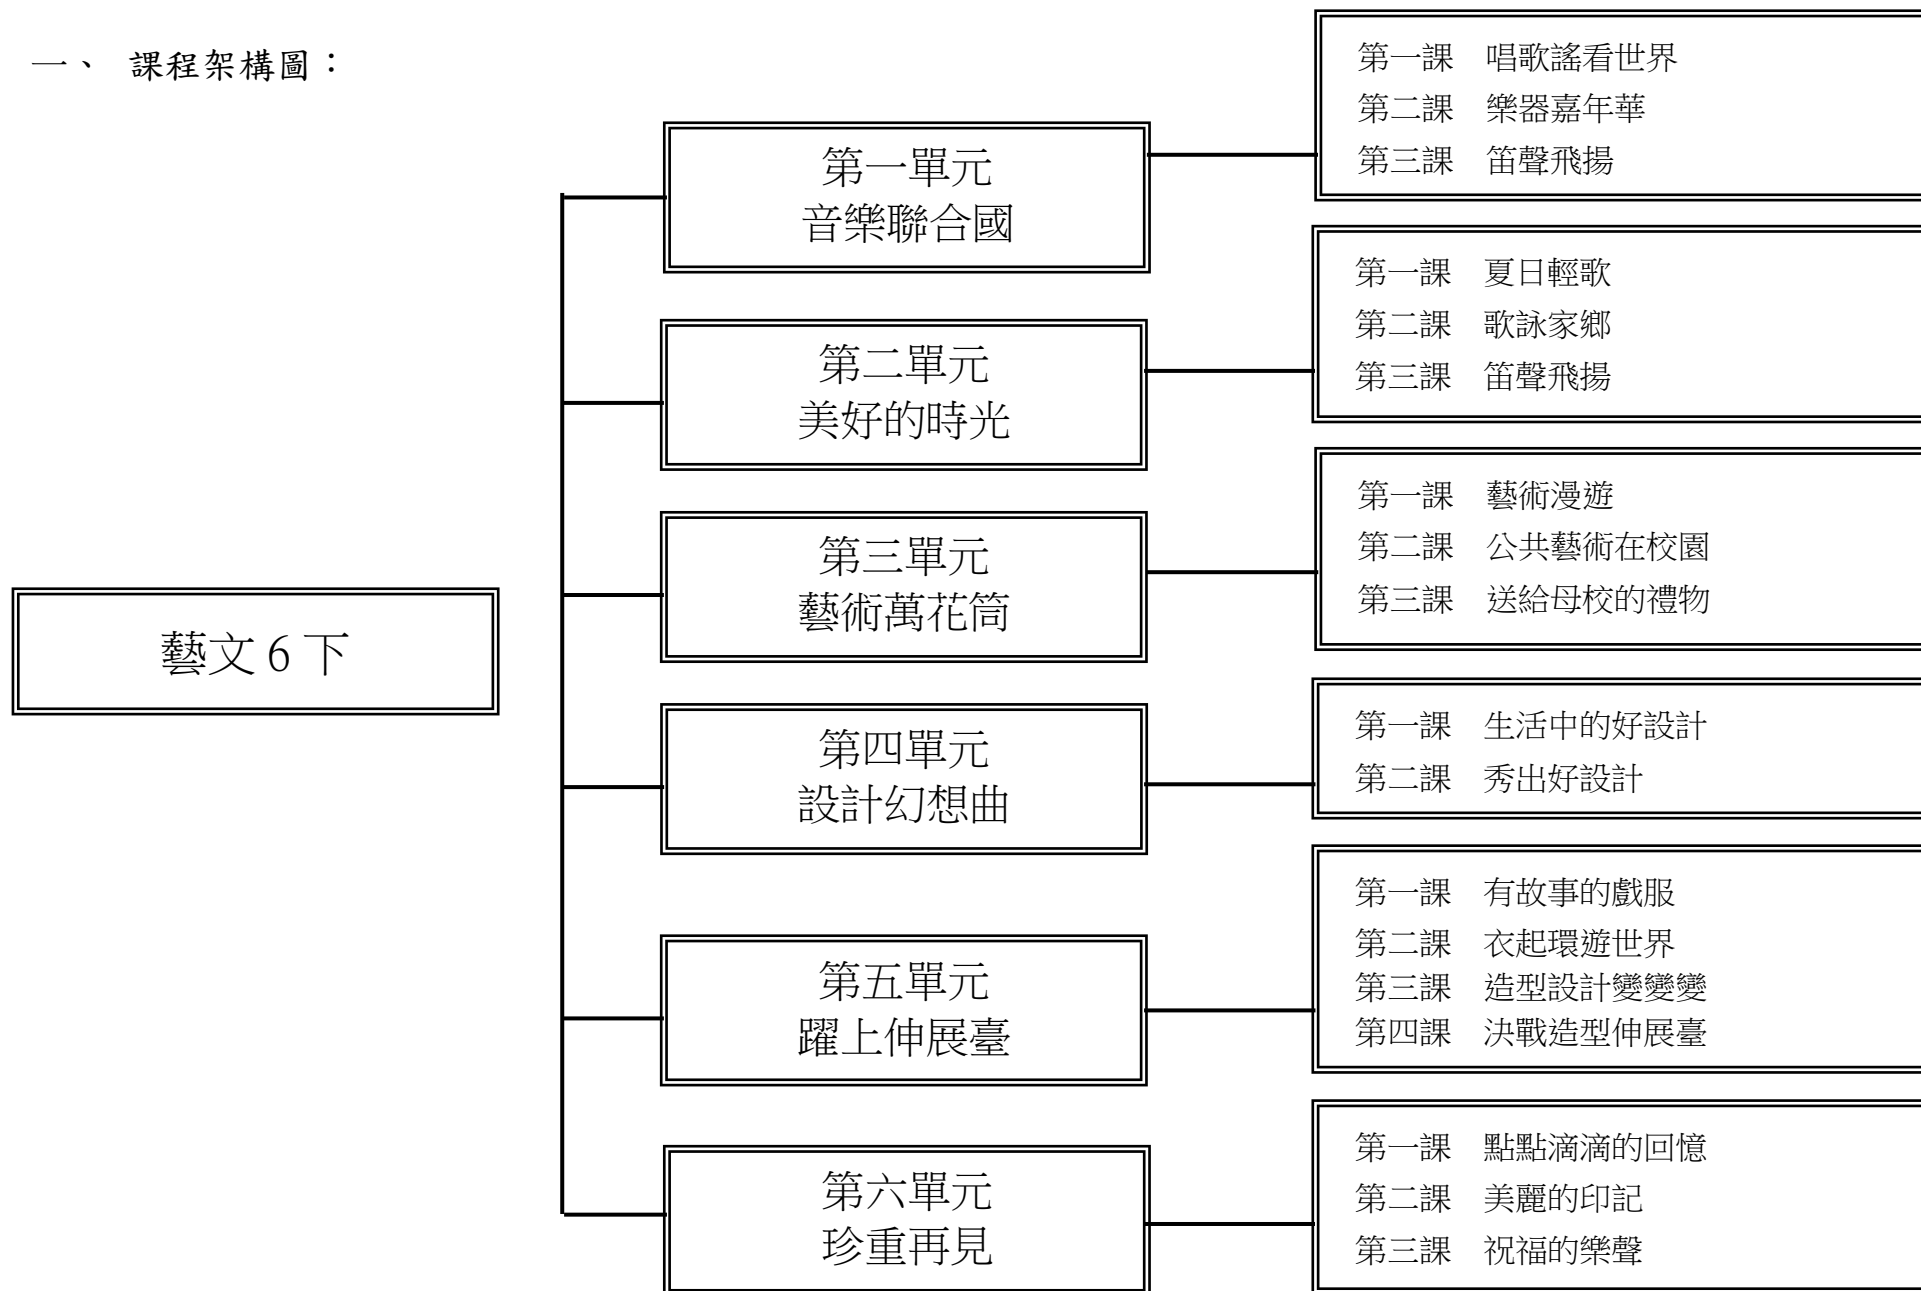 一、 課程架構圖：
藝文6下
第一單元
音樂聯合國
第一課 唱歌謠看世界
第二課 樂器嘉年華
第三課 笛聲飛揚
第二單元
美好的時光
第一課 夏日輕歌
第二課 歌詠家鄉
第三課 笛聲飛揚
第三單元
藝術萬花筒
第一課 藝術漫遊
第二課 公共藝術在校園
第三課 送給母校的禮物
第四單元
設計幻想曲
第一課 生活中的好設計
第二課 秀出好設計
第五單元
躍上伸展臺
第一課 有故事的戲服
第二課 衣起環遊世界
第三課 造型設計變變變
第四課 決戰造型伸展臺
第六單元
珍重再見
第一課 點點滴滴的回憶
第二課 美麗的印記
第三課 祝福的樂聲